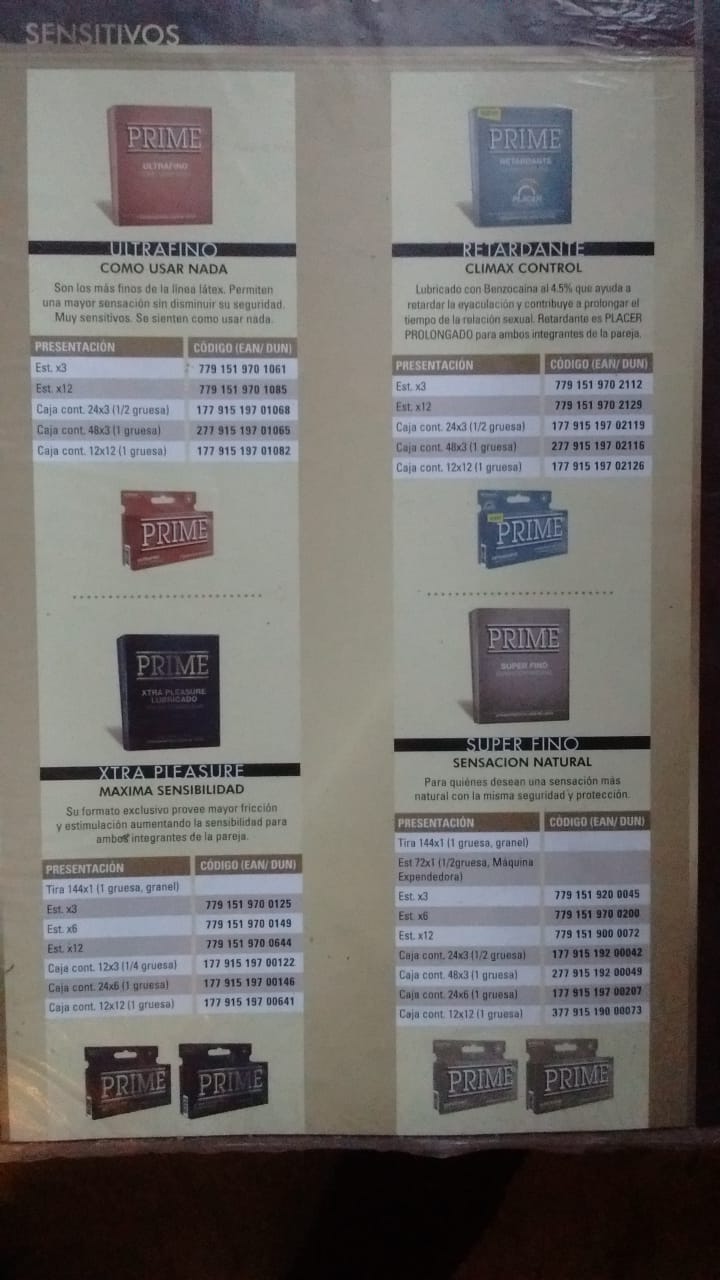 SENSITIVOS
PRIME
ULTRAFINO
ULTRAFINO
COMO USAR NADA
Son los más finos de la línea látex. Permiten
una mayor sensación sin disminuir su seguridad.
Muy sensitivos. Se sienten como usar nada.
PRESENTACIÓN CÓDIGO (EAN/ DUN)
Est. x3 779 151 970 1061
Est. x12 779 151 970 1085
Caja cont. 24x3 (1/2 gruesa) 177 915 197 01068
Caja cont. 48x3 (1 gruesa) 277 915 197 01065
Caja cont. 12x12 (1 gruesa) 177 915 197 01082
PRIME
PRIME
XTRA PLEASURE
LUBRICADO
XTRA PLEASURE
MAXIMA SENSIBILIDAD
Su formato exclusivo provee mayor fricción
y estimulación aumentando la sensibilidad para
ambos integrantes de la pareja.
PRESENTACIÓN CÓDIGO (EAN/ DUN)
Tira 144x1 (1 gruesa, granel)
Est. x3 779 151 970 0125
Est. x6 779 151 970 0149
Est. x12 779 151 970 0644
Caja cont. 12x3 (1/4 gruesa) 177 915 197 00122
Caja cont. 24x6 (1 gruesa) 177 915 197 00146
Caja cont. 12x12 (1 gruesa) 177 915 197 00641
PRIME PRIME
PRIME
RETARDANTE
PLACER
RETARDANTE
CLIMAX CONTROL
Lubricado con Benzocaína al 4.5% que ayuda a
retardar la eyaculación y contribuye a prolongar el
tiempo de la relación sexual. Retardante es PLACER
PROLONGADO para ambos integrantes de la pareja.
PRESENTACIÓN CÓDIGO (EAN/ DUN)
Est. x3 779 151 970 2112
Est. x12 779 151 970 2129
Caja cont. 24x3 (1/2 gruesa) 177 915 197 02119
Caja cont. 48x3 (1 gruesa) 277 915 197 02116
Caja cont. 12x12 (1 gruesa) 177 915 197 02126
PRIME
PRIME
SUPER FINO
SUPER FINO
SENSACION NATURAL
Para quiénes desean una sensación más
natural con la misma seguridad y protección.
PRESENTACIÓN CÓDIGO (EAN/ DUN)
Tira 144x1 (1 gruesa, granel)
Est 72x1 (1/2gruesa, Máquina
Expendedora)
Est. x3 779 151 920 0045
Est. x6 779 151 970 0200
Est. x12 779 151 900 0072
Caja cont. 24x3 (1/2 gruesa) 177 915 192 00042
Caja cont. 48x3 (1 gruesa) 277 915 192 00049
Caja cont. 24x6 (1 gruesa) 177 915 197 00207
Caja cont. 12x12 (1 gruesa) 377 915 190 00073
PRIME PRIME